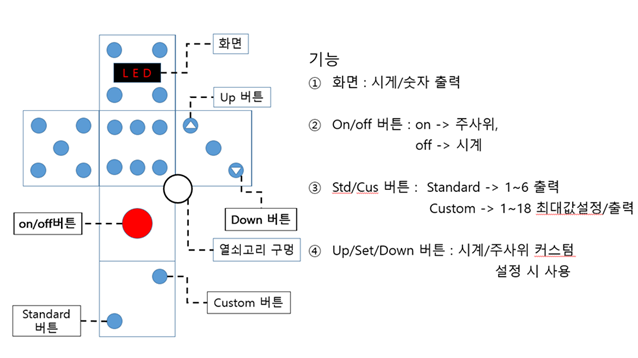 화면
LED
Up 버튼
Down 버튼
on/off버튼
열쇠고리 구멍
Custom 버튼
Standard
버튼
기능
① 화면 : 시게/숫자 출력
② On/off 버튼 : on -> 주사위,
off -> 시계
③ Std/Cus 버튼 : Standard -> 1~6 출력
Custom -> 1~18 최대값설정/출력
④ Up/Set/Down 버튼 : 시계/주사위 커스텀
설정 시 사용